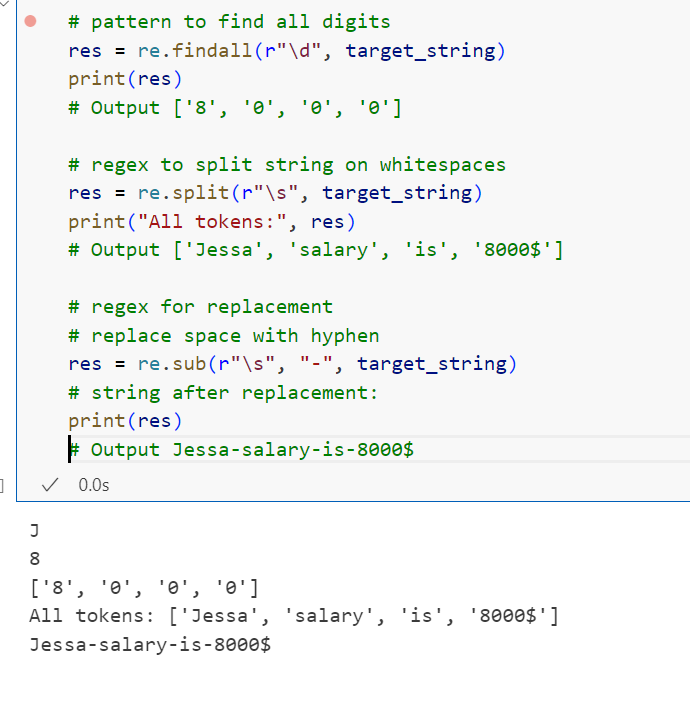 # pattern to find all digits
res = re.findall(r"\d", target_string)
print(res)
# Output ['8', '0', '0', '0']
# regex to split string on whitespaces
res = re.split(r"\s", target_string)
print("All tokens:", res)
# Output ['Jessa', 'salary', 'is', '8000$']
# regex for replacement
# replace space with hyphen
res = re.sub(r"\s", "-", target_string)
# string after replacement:
print(res)
# Output Jessa-salary-is-8000$
0.0s
J
8
['8', '0', '0', '0']
All tokens: ['Jessa', 'salary', 'is', '8000$']
Jessa-salary-is-8000$